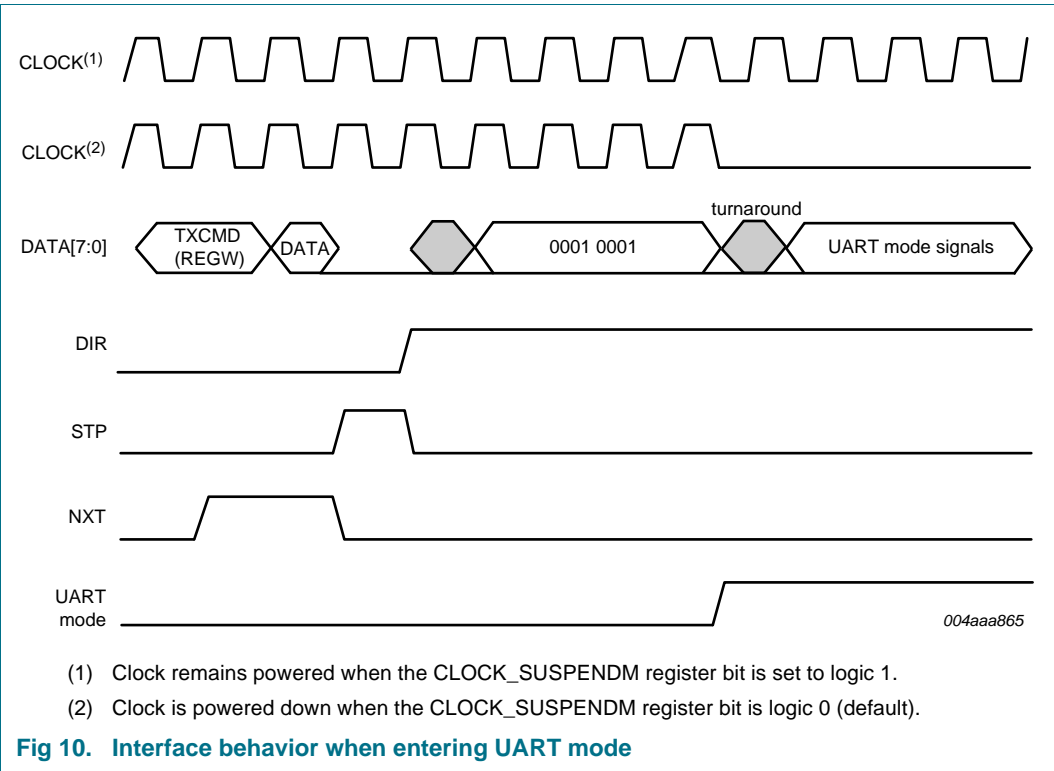 CLOCK(1)
CLOCK(2)
turnaround
DATA[7:0]
TXCMD
(REGW)
DATA
0001 0001
UART mode signals
DIR
STP
NXT
UART
mode
004aaa865
(1) Clock remains powered when the CLOCK_SUSPENDM register bit is set to logic 1.
(2) Clock is powered down when the CLOCK_SUSPENDM register bit is logic 0 (default).
Fig 10. Interface behavior when entering UART mode